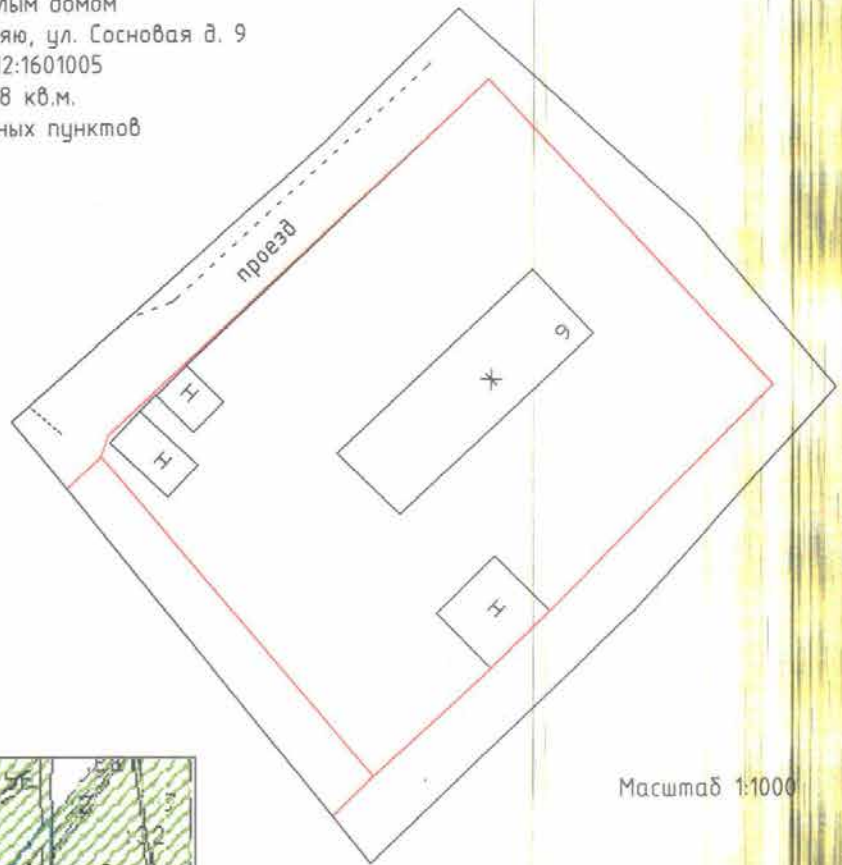 лым домом
яю, ул. Сосновая д. 9
12:1601005
8 кв.м.
ных пунктов
проезд
9
Ж
Н
Н
Н
Масштаб 1:1000